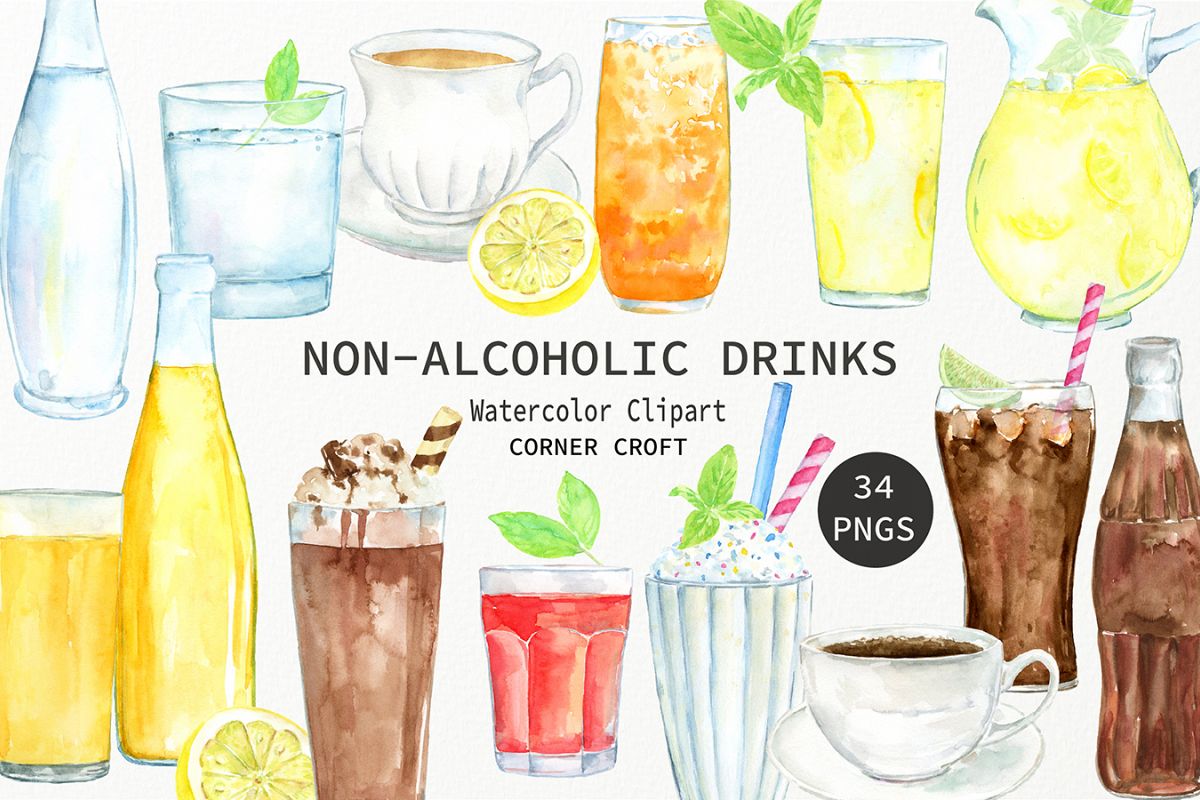 NON-ALCOHOLIC DRINKS
Watercolor Clipart
CORNER CROFT
34
PNGS